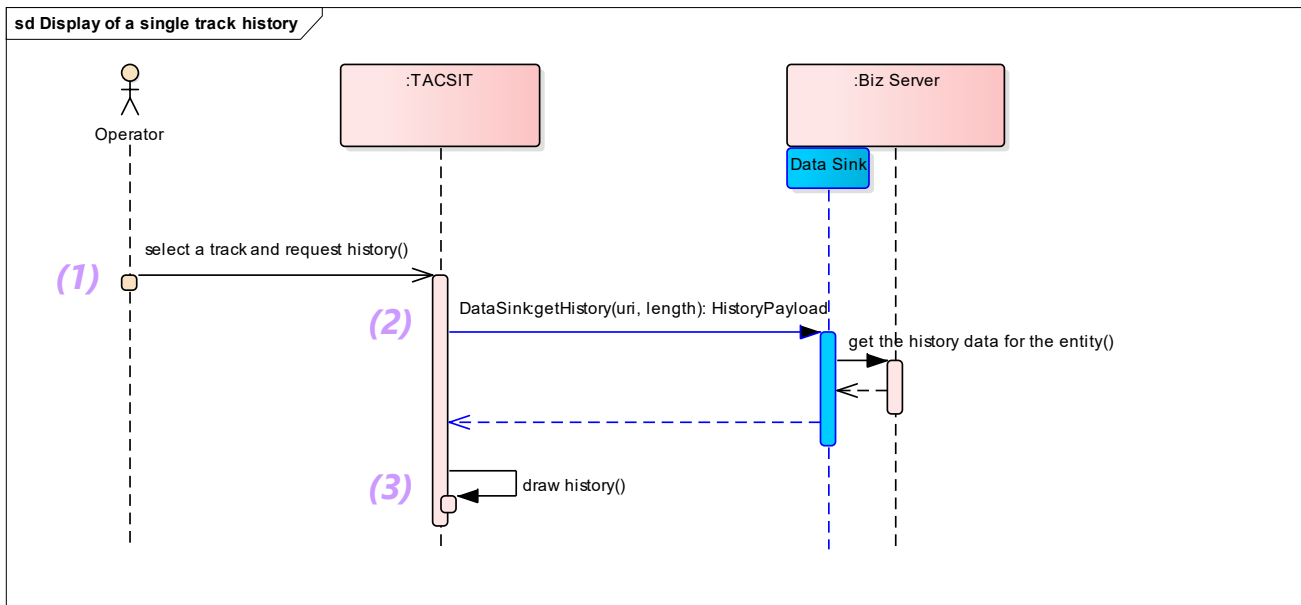 sd Display of a single track history
:TACSIT
:Biz Server
Operator
Data Sink
select a track and request history()
(1)
DataSink:getHistory(uri, length): HistoryPayload
(2)
get the history data for the entity()
(3)
draw history()